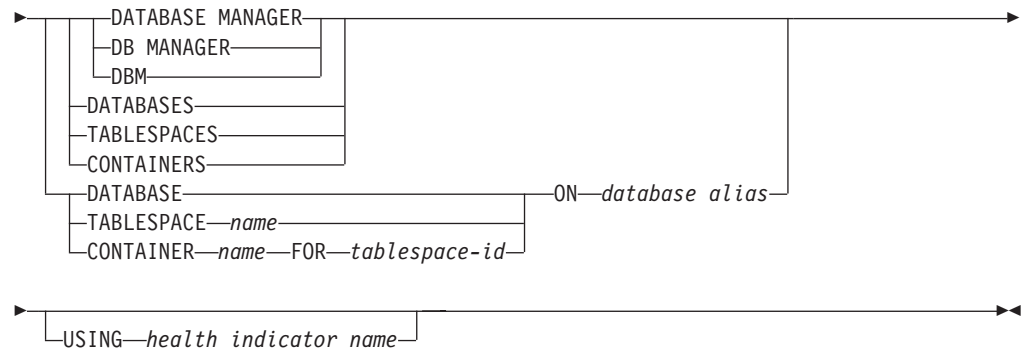 DATABASE MANAGER
DB MANAGER
DBM
DATABASES
TABLESPACES
CONTAINERS
DATABASE ON database alias
TABLESPACE name
CONTAINER name FOR tablespace-id
USING health indicator name